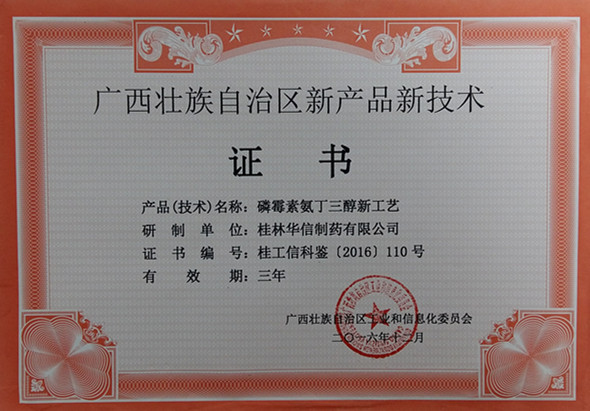 广西壮族自治区新产品新技术
证书
产品(技术)名称：磷霉素氨丁三醇新工艺
研制单位：桂林华信制药有限公司
证书编号：桂工信科鉴〔2016〕110号
有效期：三年
广西壮族自治区工业和信息化委员会
二〇一六年十二月